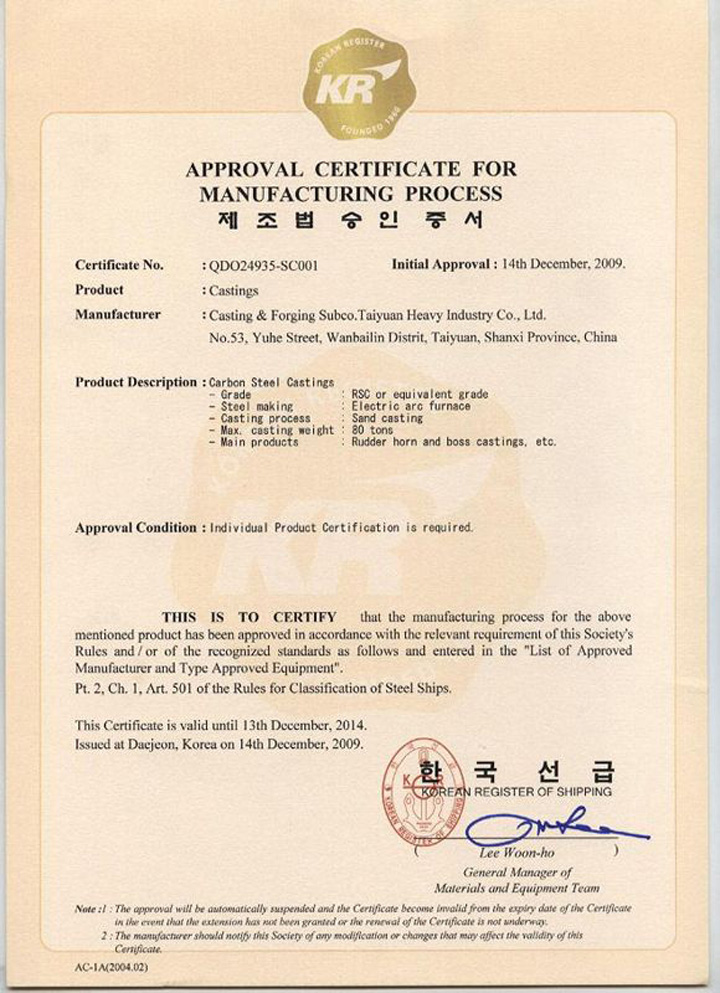 KOREAN REGISTER
KR
FOUNDED 1960
APPROVAL CERTIFICATE FOR
MANUFACTURING PROCESS
제 조 법 승 인 증 서
Certificate No. : QDO24935-SC001 Initial Approval : 14th December, 2009.
Product : Castings
Manufacturer : Casting & Forging Subco.Taiyuan Heavy Industry Co., Ltd.
No.53, Yuhe Street, Wanbailin Distrit, Taiyuan, Shanxi Province, China
Product Description : Carbon Steel Castings
- Grade : RSC or equivalent grade
- Steel making : Electric arc furnace
- Casting process : Sand casting
- Max. casting weight : 80 tons
- Main products : Rudder horn and boss castings, etc.
KR
Approval Condition : Individual Product Certification is required.
THIS IS TO CERTIFY that the manufacturing process for the above
mentioned product has been approved in accordance with the relevant requirement of this Society's
Rules and / or of the recognized standards as follows and entered in the "List of Approved
Manufacturer and Type Approved Equipment".
Pt. 2, Ch. 1, Art. 501 of the Rules for Classification of Steel Ships.
This Certificate is valid until 13th December, 2014.
Issued at Daejeon, Korea on 14th December, 2009.
한 국 선 급
KOREAN REGISTER OF SHIPPING
K R
KOREAN REGISTER OF SHIPPING
( Lee Woon-ho )
General Manager of
Materials and Equipment Team
Note :1 : The approval will be automatically suspended and the Certificate become invalid from the expiry date of the Certificate
in the event that the extension has not been granted or the renewal of the Certificate is not underway.
2 : The manufacturer should notify this Society of any modification or changes that may affect the validity of this
Certificate.
AC-1A(2004.02)